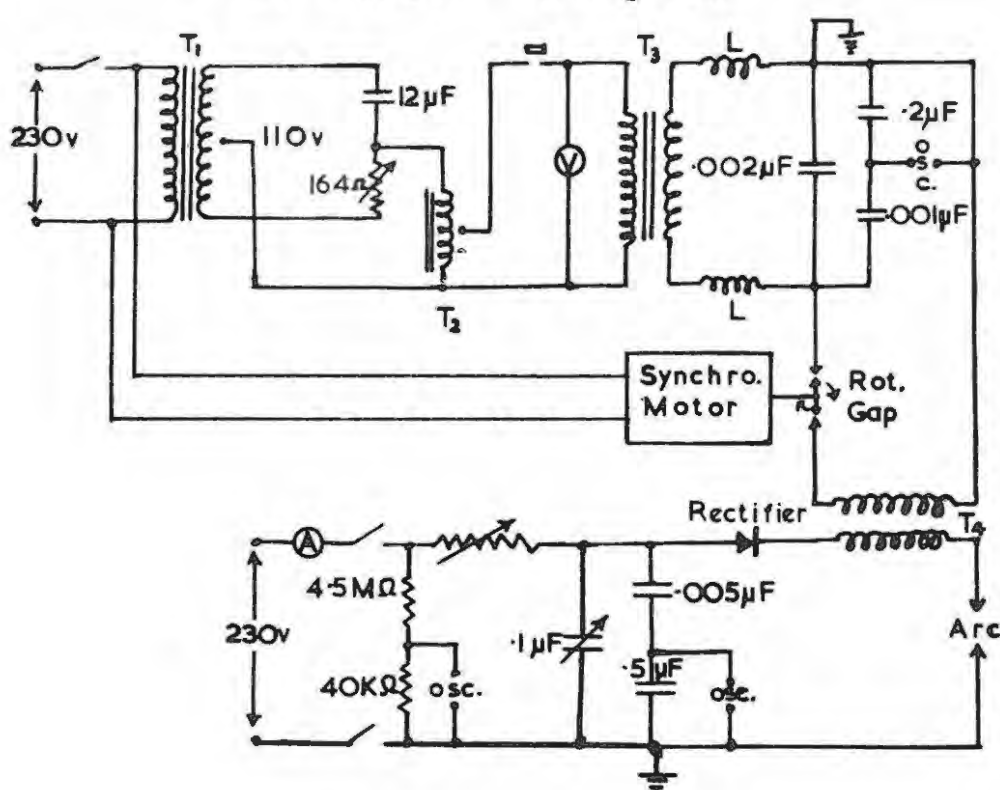 T1
T3
L
230v
110v
12µF
164Ω
V
.002µF
.2µF
osc.
.001µF
T2
L
Synchro.
Motor
Rot.
Gap
Rectifier
T4
A
4.5MΩ
230v
40KΩ
osc.
.1µF
.005µF
.5µF
osc.
Arc